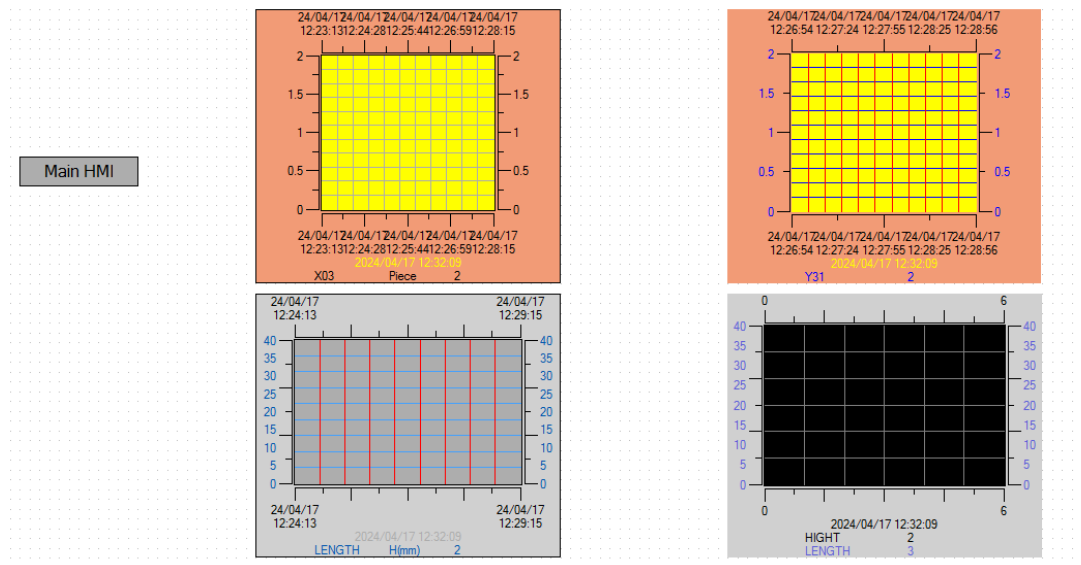 Main HMI
24/04/17 24/04/17 24/04/17 24/04/17 24/04/17
12:23:13 12:24:28 12:25:44 12:26:59 12:28:15
2 2
1.5 1.5
1 1
0.5 0.5
0 0
24/04/17 24/04/17 24/04/17 24/04/17 24/04/17
12:23:13 12:24:28 12:25:44 12:26:59 12:28:15
2024/04/17 12:32:09
X03 Piece 2
24/04/17 24/04/17 24/04/17 24/04/17 24/04/17
12:26:54 12:27:24 12:27:55 12:28:25 12:28:56
2 2
1.5 1.5
1 1
0.5 0.5
0 0
24/04/17 24/04/17 24/04/17 24/04/17 24/04/17
12:26:54 12:27:24 12:27:55 12:28:25 12:28:56
2024/04/17 12:32:09
Y31 2
24/04/17 24/04/17
12:24:13 12:29:15
40 40
35 35
30 30
25 25
20 20
15 15
10 10
5 5
0 0
24/04/17 24/04/17
12:24:13 12:29:15
2024/04/17 12:32:09
LENGTH H(mm) 2
0 6
40 40
35 35
30 30
25 25
20 20
15 15
10 10
5 5
0 0
0 6
2024/04/17 12:32:09
HIGHT 2
LENGTH 3